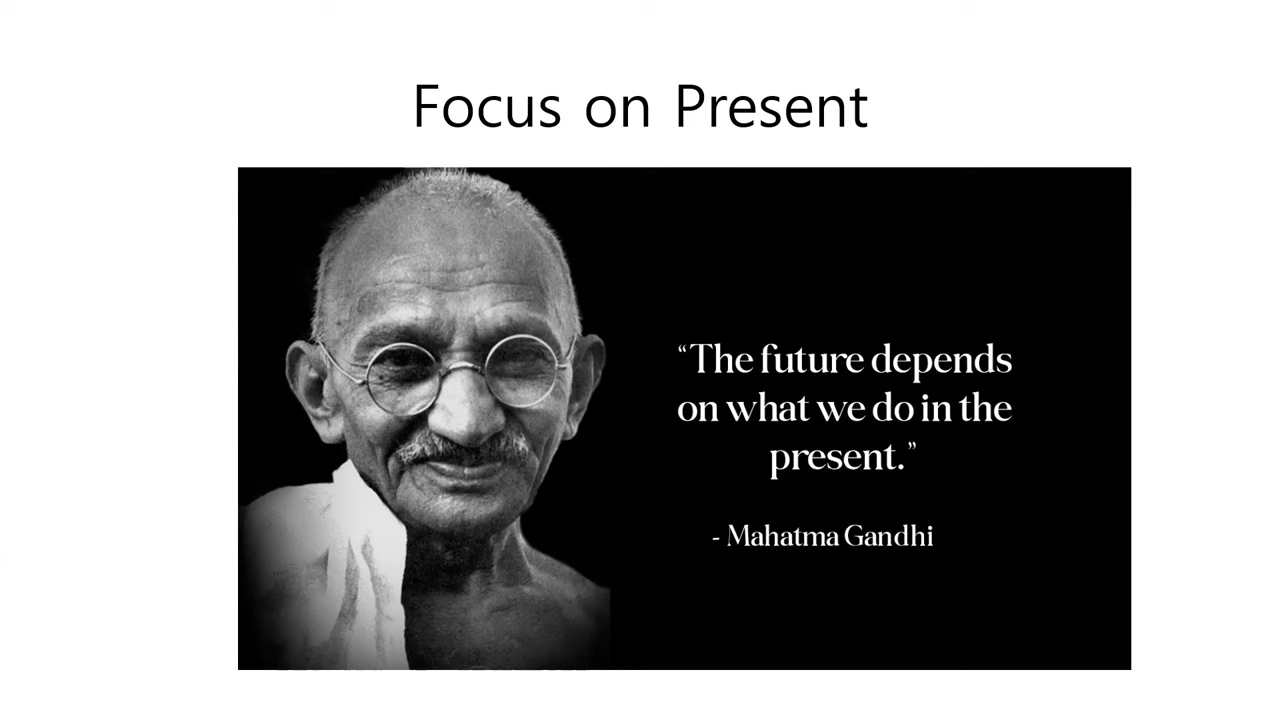 Focus on Present
“The future depends
on what we do in the
present.”
- Mahatma Gandhi